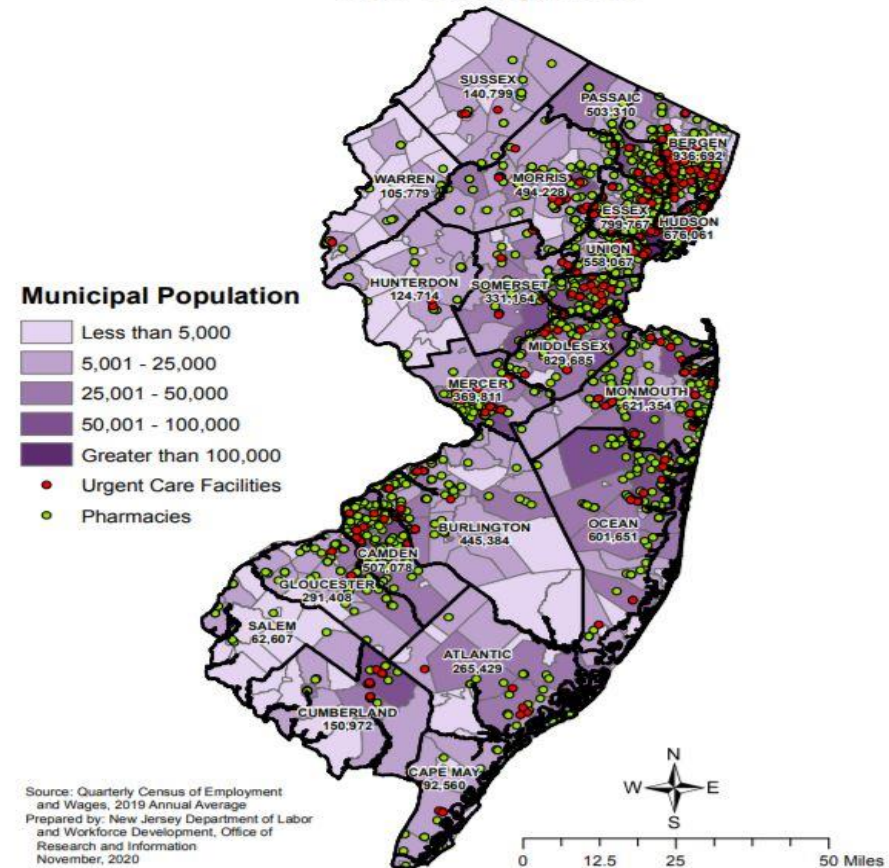 SUSSEX
140,799
PASSAIC
503,310
BERGEN
936,692
WARREN
105,779
MORRIS
494,228
ESSEX
799,767
HUDSON
676,061
UNION
558,067
HUNTERDON
124,714
SOMERSET
331,164
Municipal Population
Less than 5,000
5,001 - 25,000
25,001 - 50,000
50,001 - 100,000
Greater than 100,000
Urgent Care Facilities
Pharmacies
MIDDLESEX
829,685
MERCER
369,811
MONMOUTH
621,354
BURLINGTON
445,384
OCEAN
601,651
CAMDEN
507,078
GLOUCESTER
291,408
SALEM
62,607
ATLANTIC
265,429
CUMBERLAND
150,972
CAPE MAY
92,560
Source: Quarterly Census of Employment
and Wages, 2019 Annual Average
Prepared by: New Jersey Department of Labor
and Workforce Development, Office of
Research and Information
November, 2020
N
W E
S
0 12.5 25 50 Miles